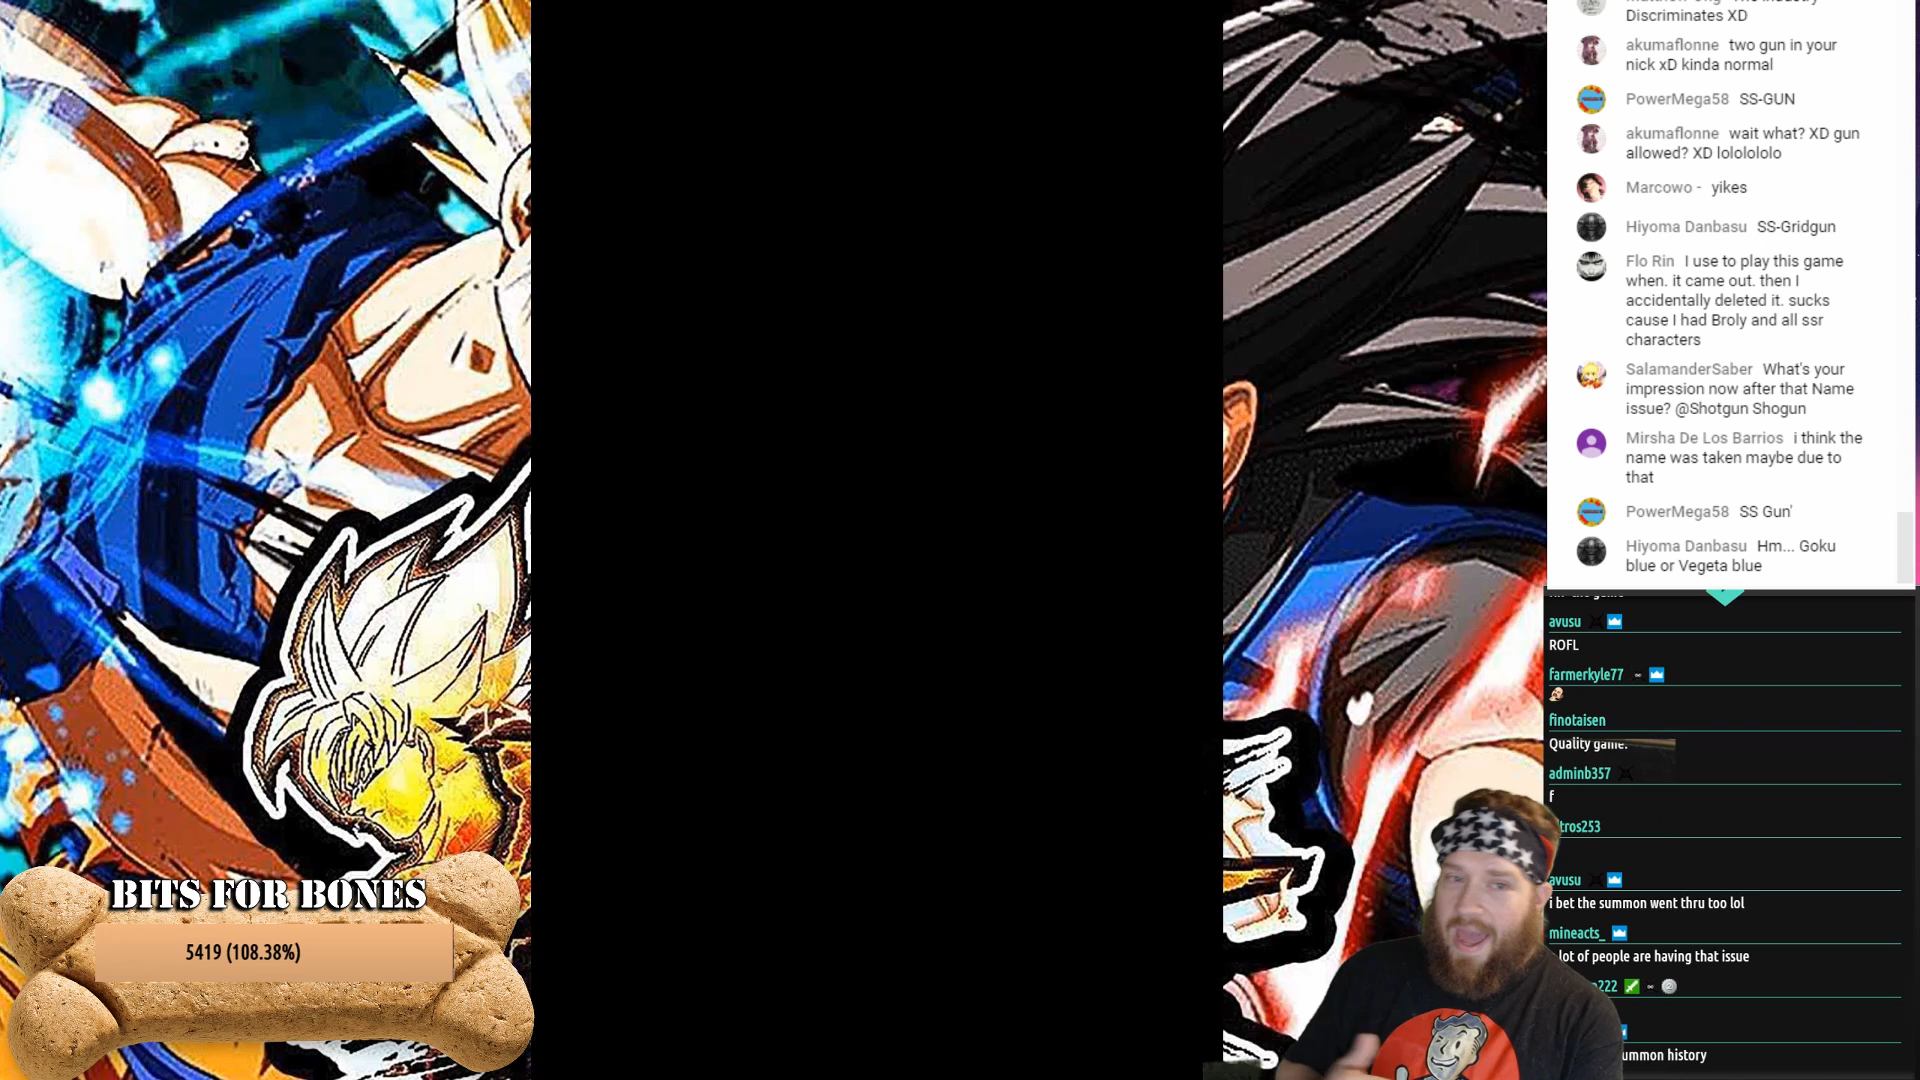 Discriminates XD
akumaflonne two gun in your
nick xD kinda normal
PowerMega58 SS-GUN
akumaflonne wait what? XD gun
allowed? XD lolololololo
Marcowo - yikes
Hiyoma Danbasu SS-Gridgun
Flo Rin I use to play this game
when. it came out. then I
accidentally deleted it. sucks
cause I had Broly and all ssr
characters
SalamanderSaber What's your
impression now after that Name
issue? @Shotgun Shogun
Mirsha De Los Barrios i think the
name was taken maybe due to
that
PowerMega58 SS Gun'
Hiyoma Danbasu Hm... Goku
blue or Vegeta blue
avusu
ROFL
farmerkyle77
finotaisen
Quality game.
adminb357
f
tros253
avusu
i bet the summon went thru too lol
mineacts_
lot of people are having that issue
222
ummon history
BITS FOR BONES
5419 (108.38%)